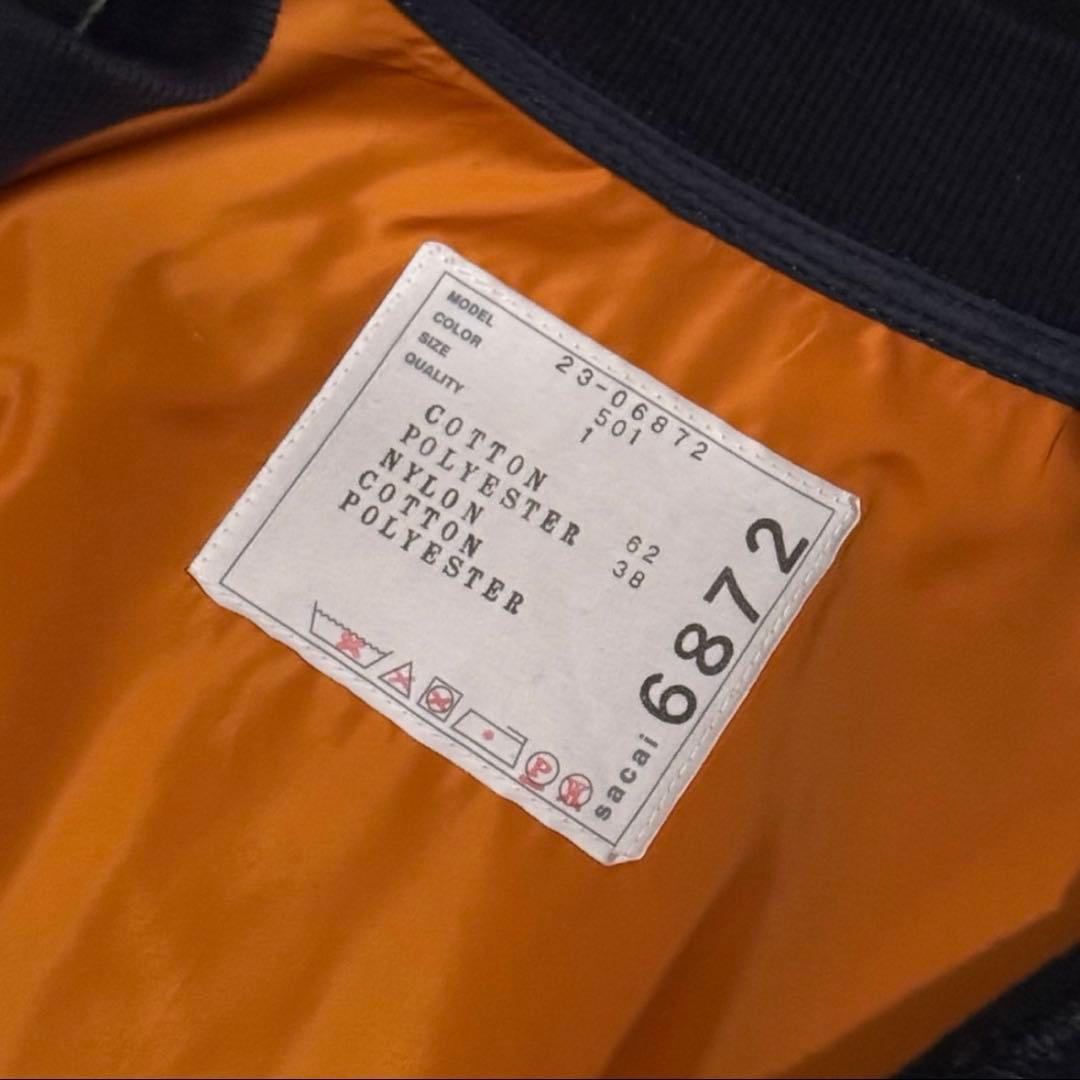 MODEL 23-06872
COLOR 501
SIZE 1
QUALITY
COTTON
POLYESTER 62
NYLON 38
COTTON
POLYESTER
P W
sacai 6872